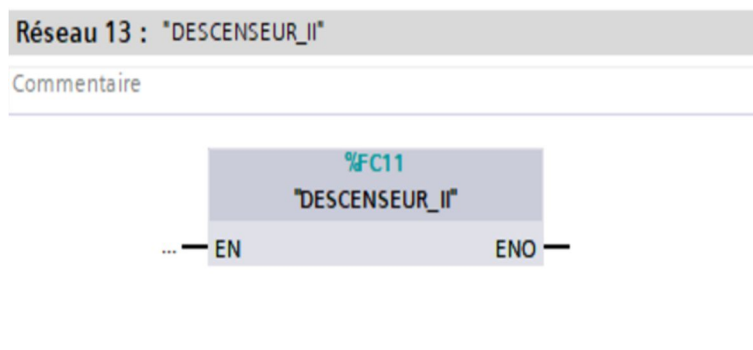 Réseau 13 : "DESCENSEUR_II"
Commentaire
%FC11
"DESCENSEUR_II"
... EN ENO